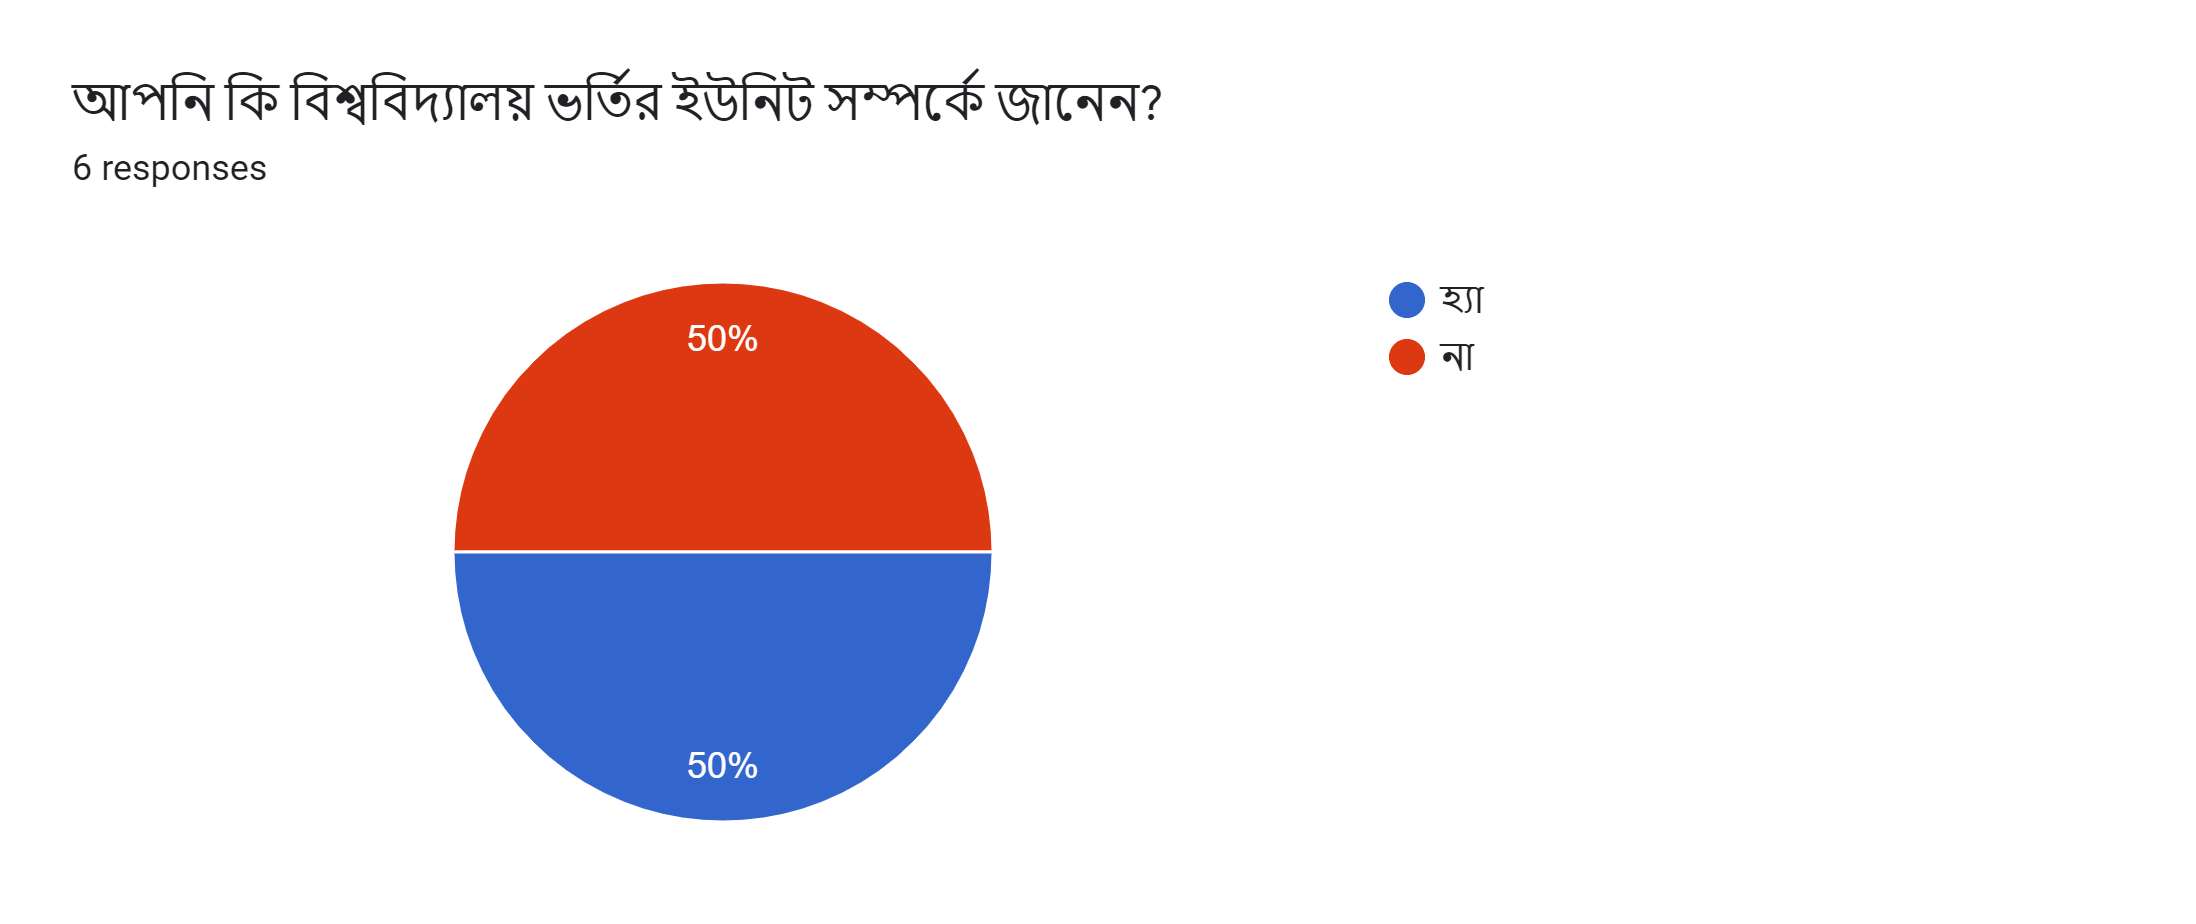 আপনি কি বিশ্ববিদ্যালয় ভর্তির ইউনিট সম্পর্কে জানেন?
6 responses
50%
50%
হ্যা
না